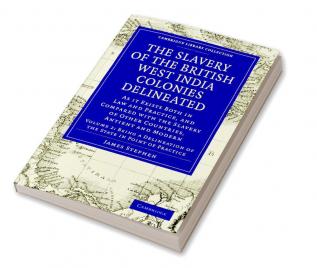 CAMBRIDGE LIBRARY COLLECTION
THE SLAVERY
OF THE BRITISH
WEST INDIA
COLONIES
DELINEATED
AS IT EXISTS BOTH IN
LAW AND PRACTICE, AND
COMPARED WITH THE SLAVERY
OF OTHER COUNTRIES,
ANTIENT AND MODERN
VOLUME 2: BEING A DELINEATION OF
THE STATE IN POINT OF PRACTICE
JAMES STEPHEN
CAMBRIDGE